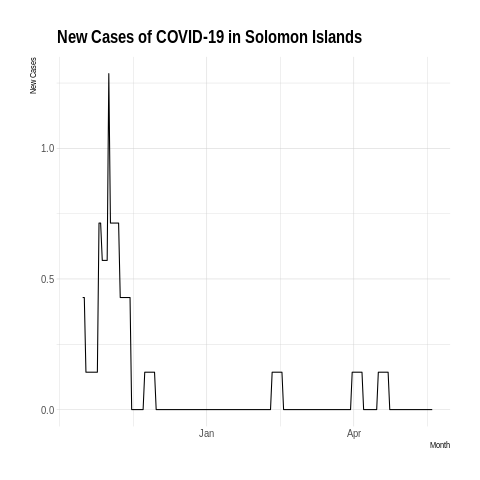 New Cases of COVID-19 in Solomon Islands
New Cases
1.0
0.5
0.0
Jan
Apr
Month